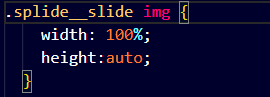 .splide__slide img {
width: 100%;
height:auto;
}